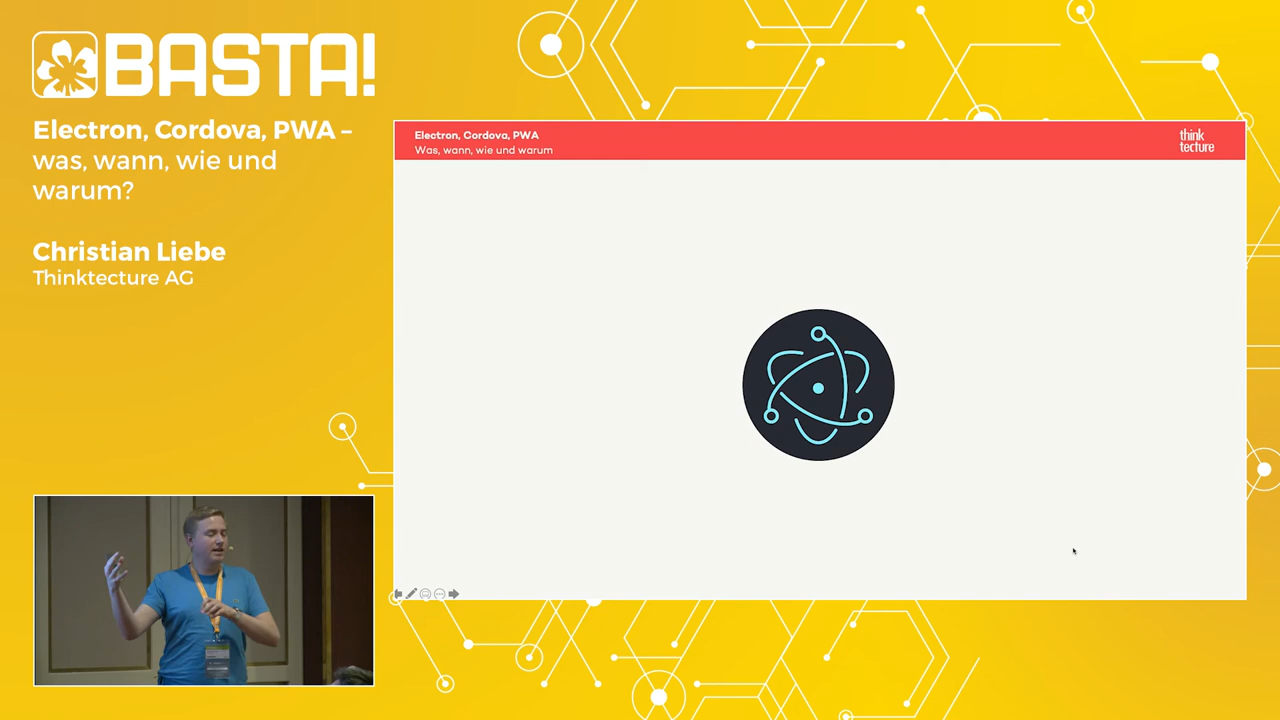 BASTA!
Electron, Cordova, PWA –
was, wann, wie und
warum?
Christian Liebe
Thinktecture AG
Electron, Cordova, PWA
Was, wann, wie und warum
think
tecture